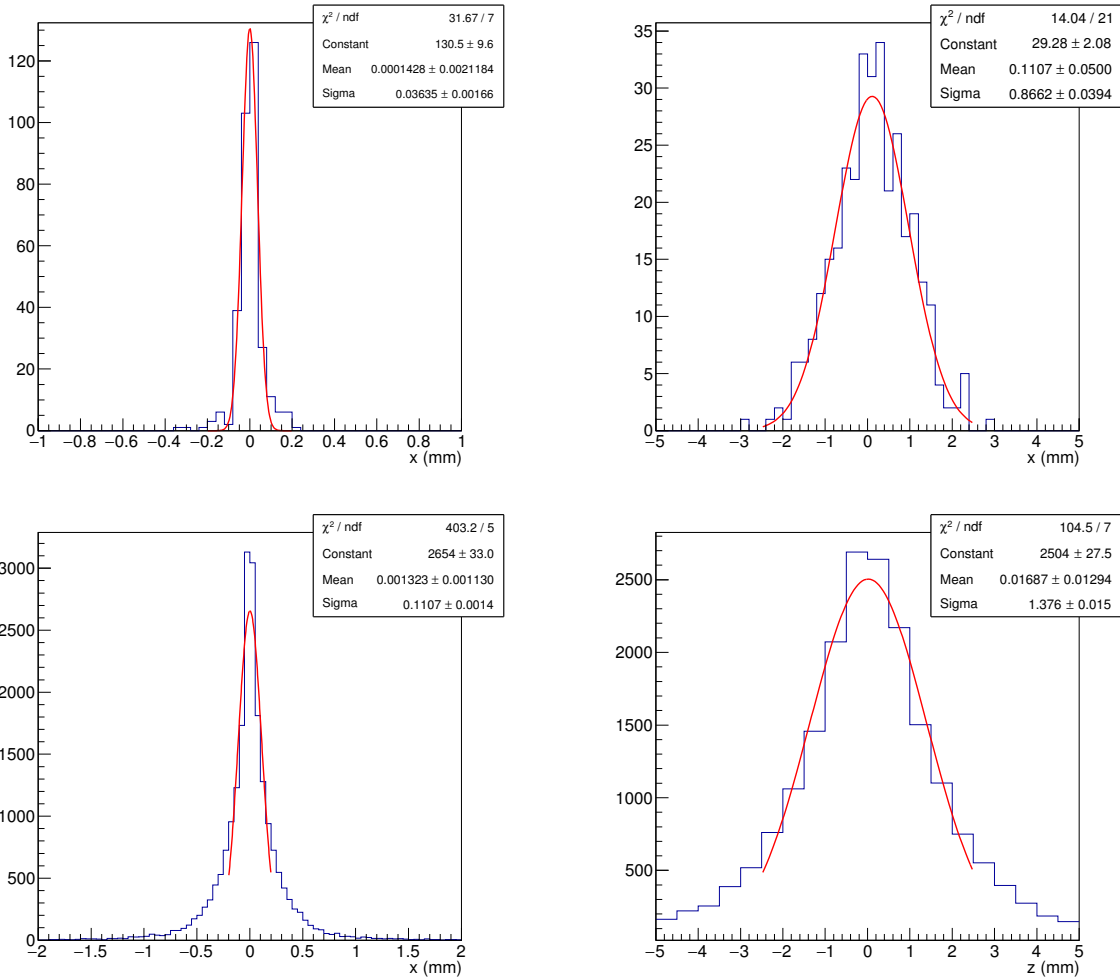 χ² / ndf 31.67 / 7
Constant 130.5 ± 9.6
Mean 0.0001428 ± 0.0021184
Sigma 0.03635 ± 0.00166
120
100
80
60
40
20
0
−1 −0.8 −0.6 −0.4 −0.2 0 0.2 0.4 0.6 0.8 1
x (mm)
χ² / ndf 14.04 / 21
Constant 29.28 ± 2.08
Mean 0.1107 ± 0.0500
Sigma 0.8662 ± 0.0394
35
30
25
20
15
10
5
0
−5 −4 −3 −2 −1 0 1 2 3 4 5
x (mm)
χ² / ndf 403.2 / 5
Constant 2654 ± 33.0
Mean 0.001323 ± 0.001130
Sigma 0.1107 ± 0.0014
3000
2500
2000
1500
1000
500
0
−2 −1.5 −1 −0.5 0 0.5 1 1.5 2
x (mm)
χ² / ndf 104.5 / 7
Constant 2504 ± 27.5
Mean 0.01687 ± 0.01294
Sigma 1.376 ± 0.015
2500
2000
1500
1000
500
−5 −4 −3 −2 −1 0 1 2 3 4 5
z (mm)